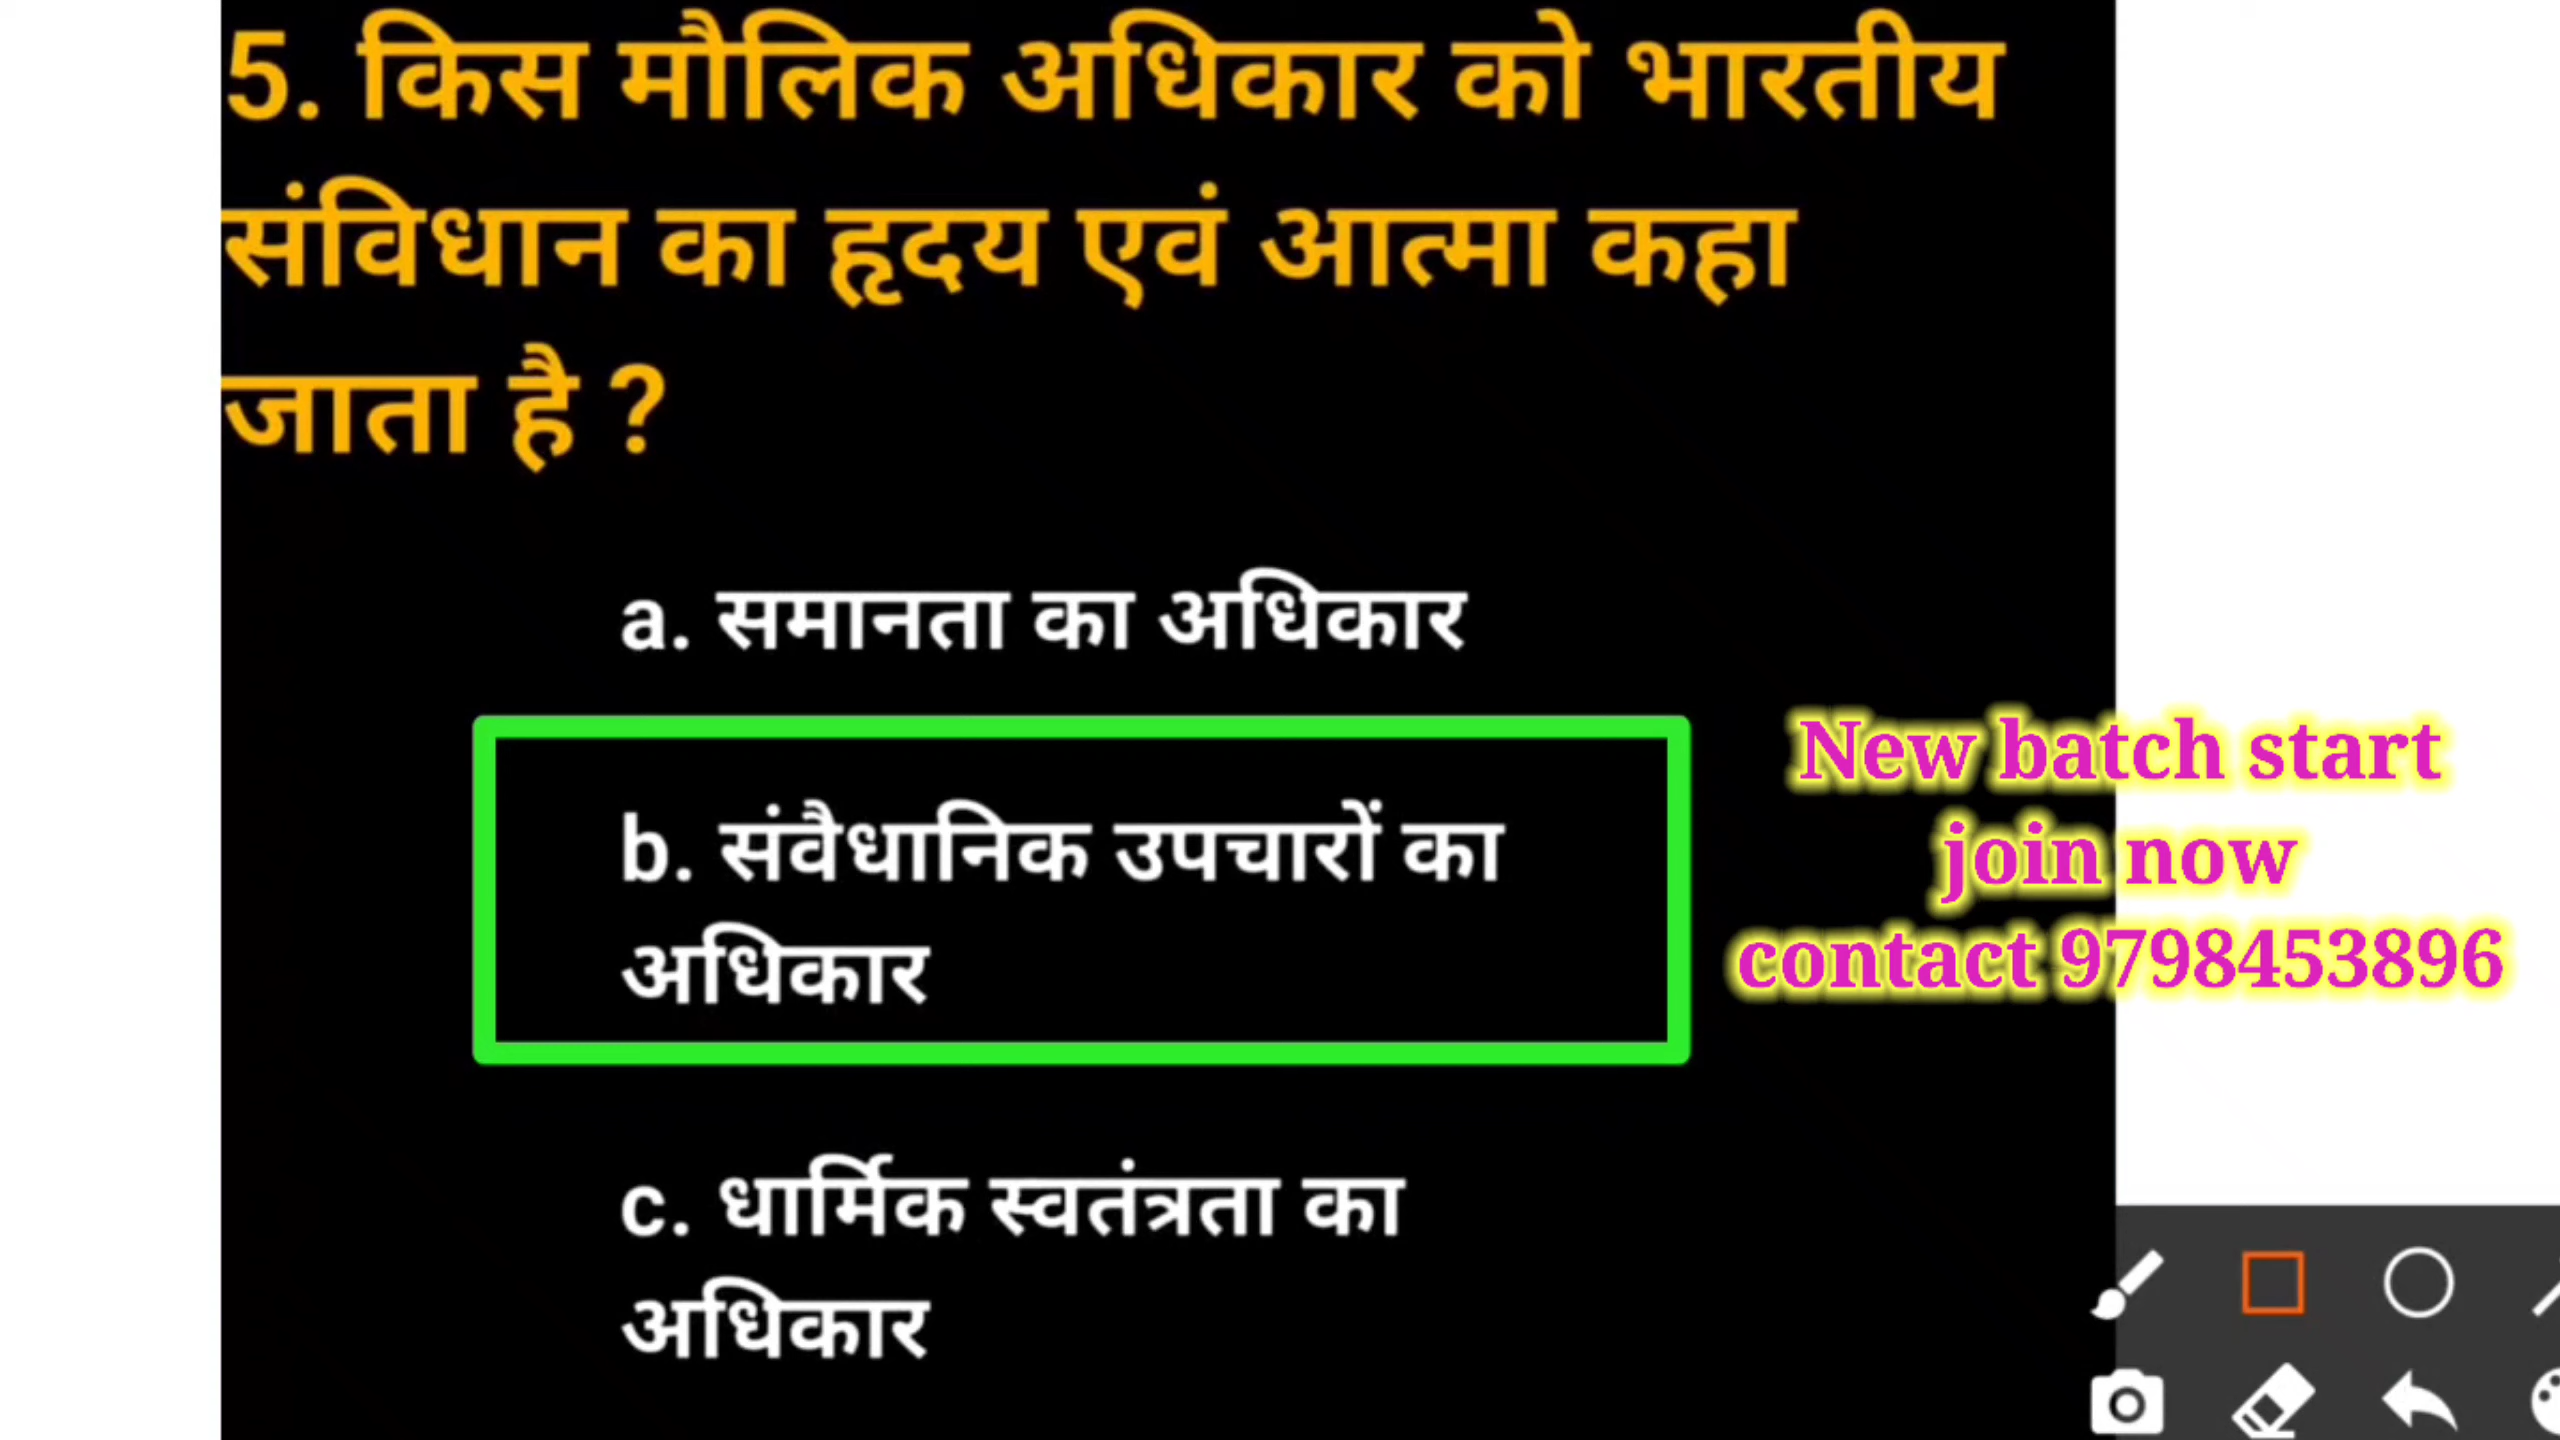 5. किस मौलिक अधिकार को भारतीय
संविधान का हृदय एवं आत्मा कहा
जाता है ?
a. समानता का अधिकार
b. संवैधानिक उपचारों का
अधिकार
c. धार्मिक स्वतंत्रता का
अधिकार
New batch start
join now
contact 9798453896